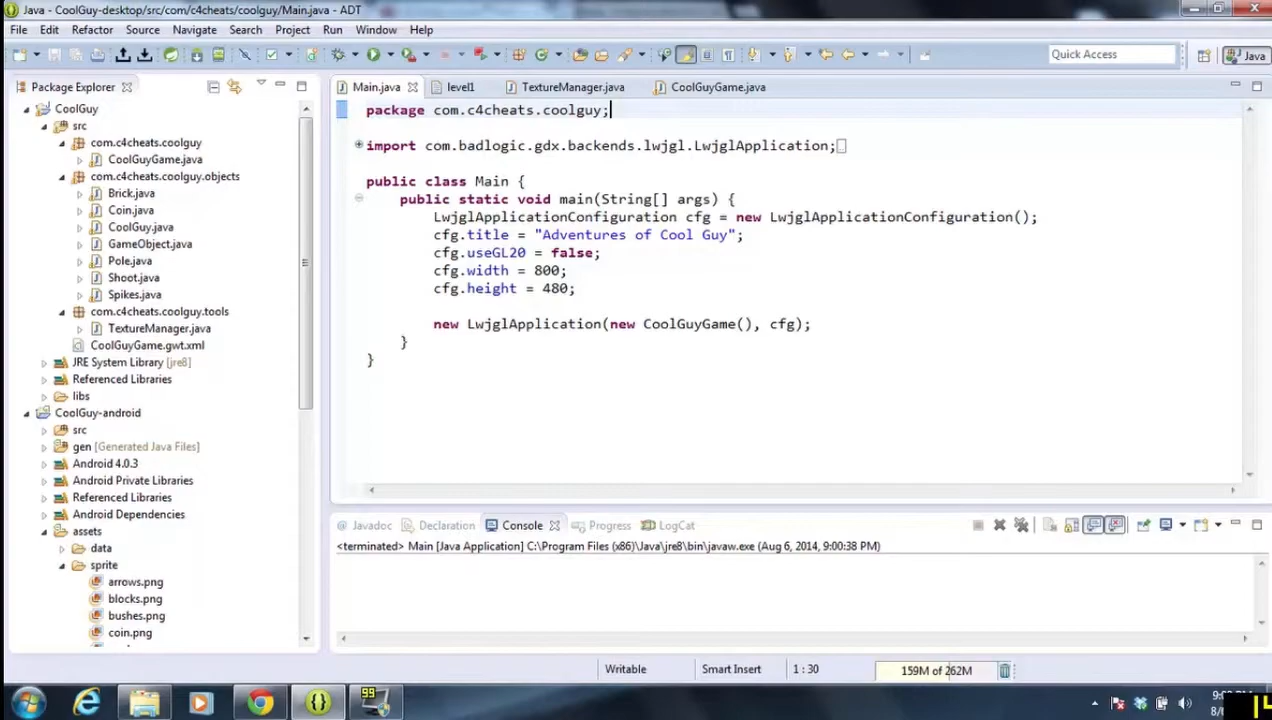 Java - CoolGuy-desktop/src/com/c4cheats/coolguy/Main.java - ADT
File Edit Refactor Source Navigate Search Project Run Window Help
Quick Access
Java
Package Explorer
CoolGuy
src
com.c4cheats.coolguy
CoolGuyGame.java
com.c4cheats.coolguy.objects
Brick.java
Coin.java
CoolGuy.java
GameObject.java
Pole.java
Shoot.java
Spikes.java
com.c4cheats.coolguy.tools
TextureManager.java
CoolGuyGame.gwt.xml
JRE System Library [jre8]
Referenced Libraries
libs
CoolGuy-android
src
gen [Generated Java Files]
Android 4.0.3
Android Private Libraries
Referenced Libraries
Android Dependencies
assets
data
sprite
arrows.png
blocks.png
bushes.png
coin.png
Main.java level1 TextureManager.java CoolGuyGame.java
package com.c4cheats.coolguy;
import com.badlogic.gdx.backends.lwjgl.LwjglApplication;
public class Main {
public static void main(String[] args) {
LwjglApplicationConfiguration cfg = new LwjglApplicationConfiguration();
cfg.title = "Adventures of Cool Guy";
cfg.useGL20 = false;
cfg.width = 800;
cfg.height = 480;
new LwjglApplication(new CoolGuyGame(), cfg);
}
}
Javadoc Declaration Console Progress LogCat
<terminated> Main [Java Application] C:\Program Files (x86)\Java\jre8\bin\javaw.exe (Aug 6, 2014, 9:00:38 PM)
Writable Smart Insert 1 : 30 159M of 262M
99